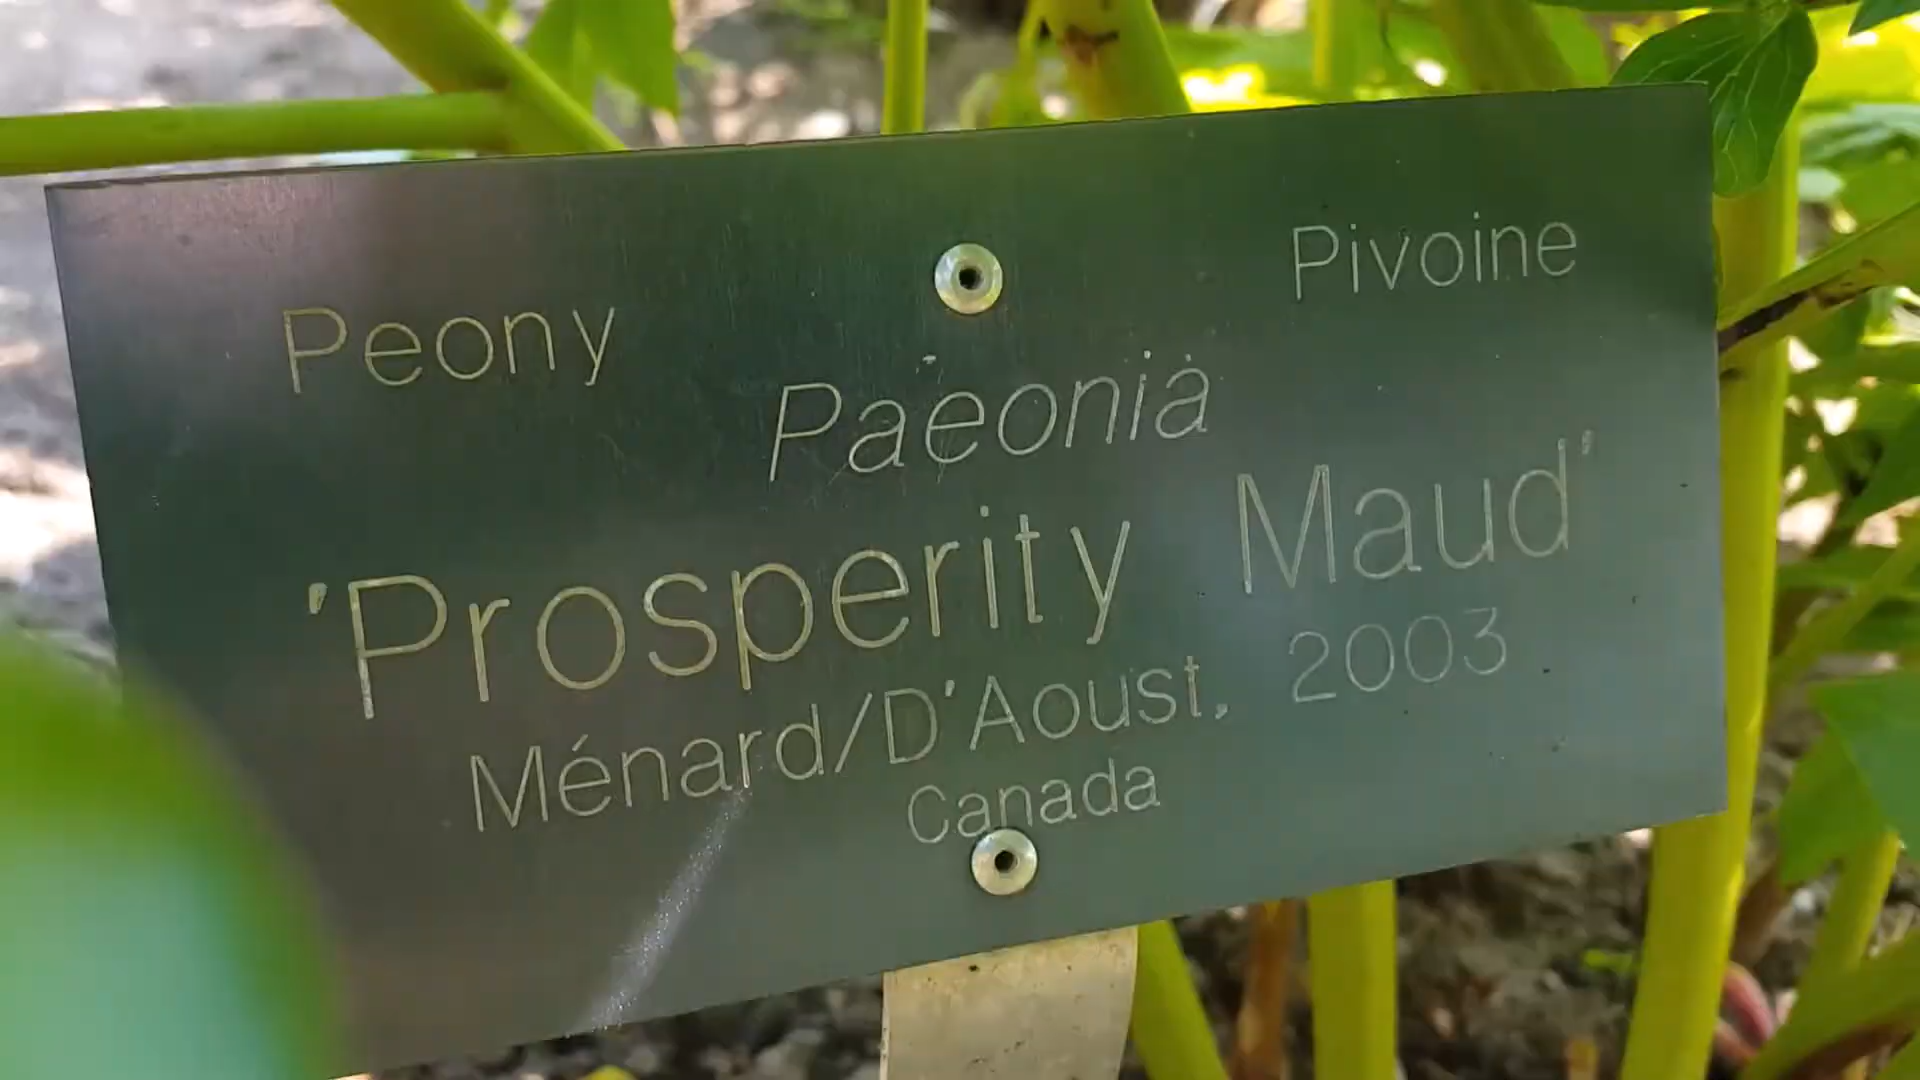 Peony Pivoine
Paeonia
'Prosperity Maud'
Ménard/D'Aoust, 2003
Canada